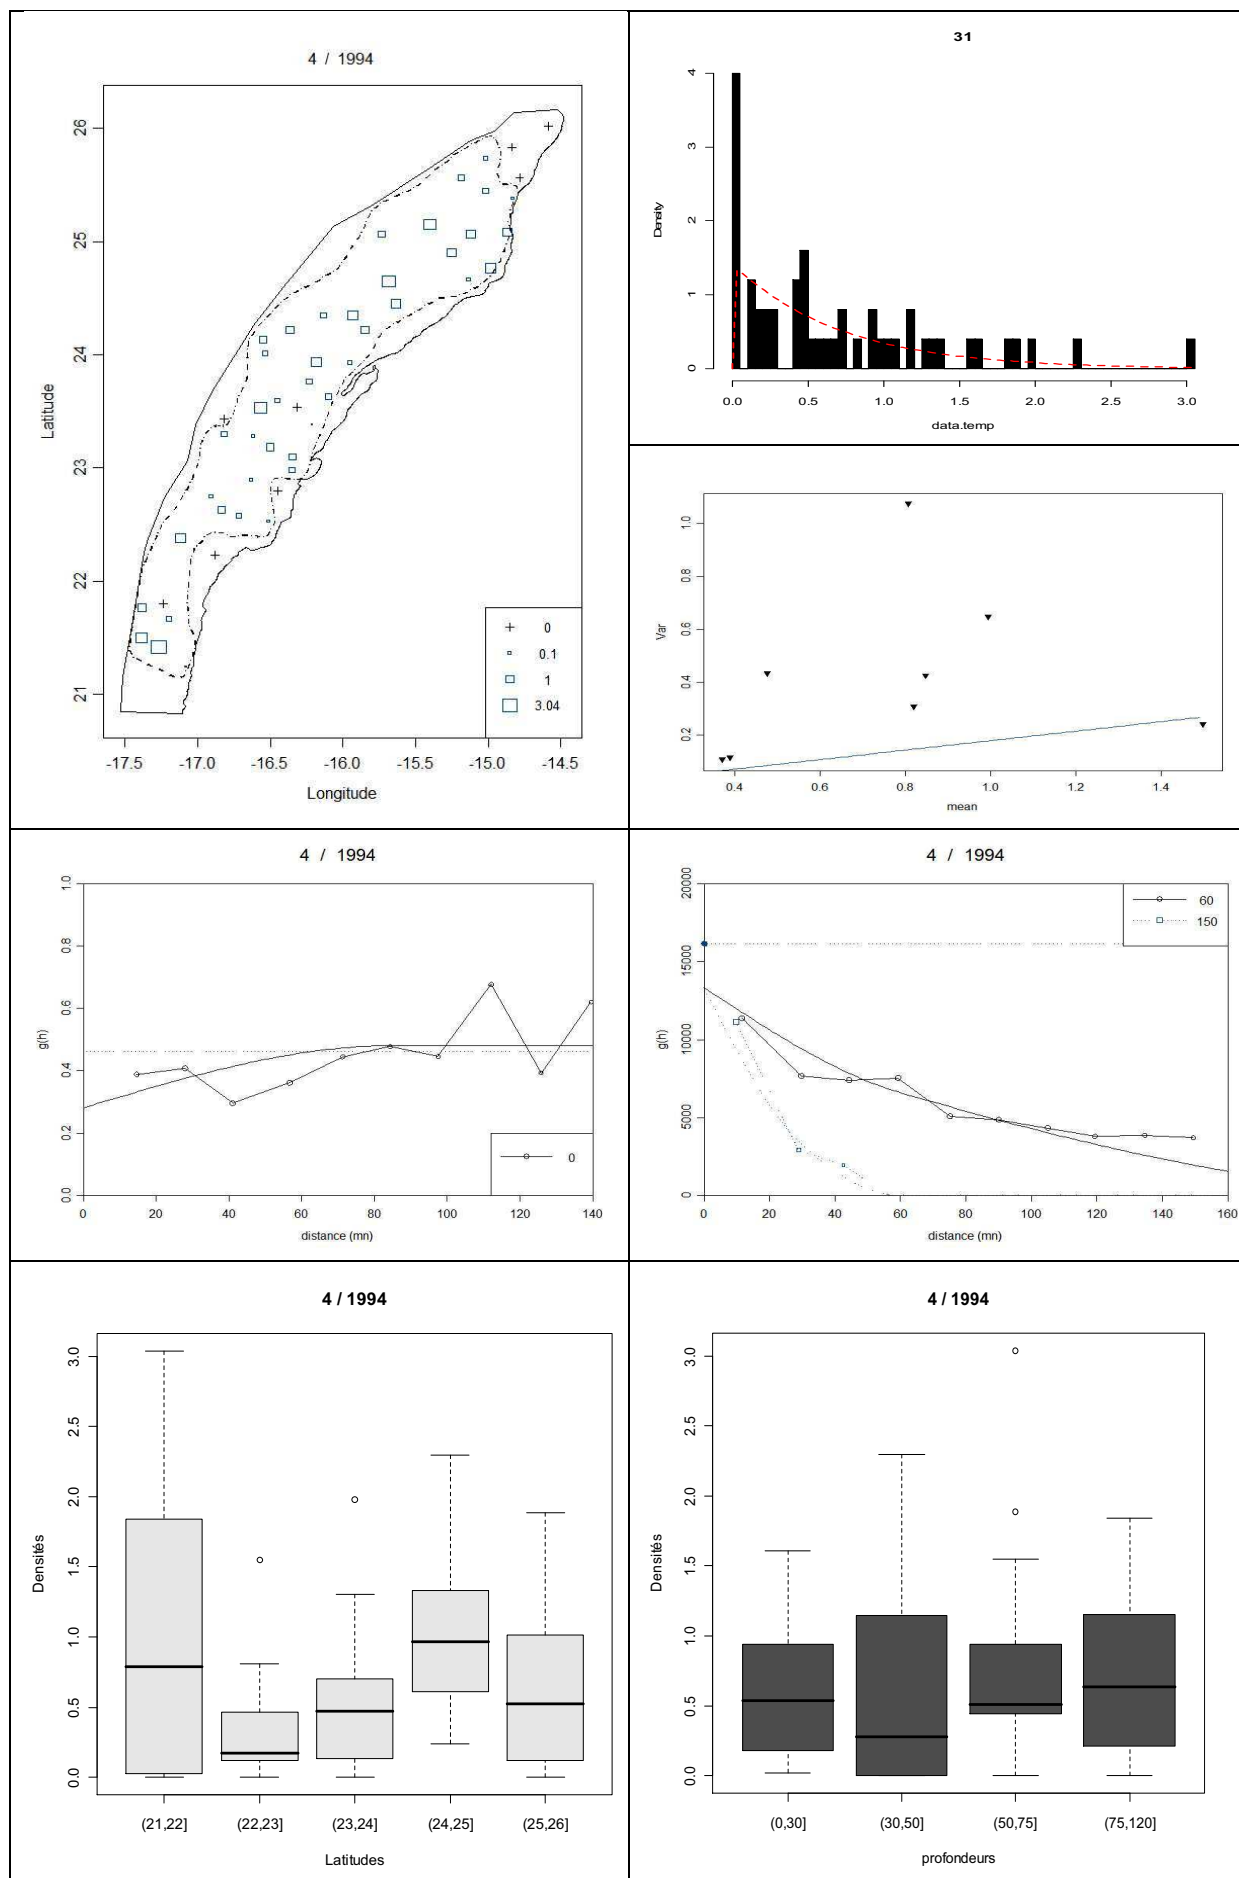 4 / 1994
Latitude
26
25
24
23
22
21
+ 0
0.1
1
3.04
-17.5 -17.0 -16.5 -16.0 -15.5 -15.0 -14.5
Longitude
31
Density
4
3
2
1
0
0.0 0.5 1.0 1.5 2.0 2.5 3.0
data.temp
Var
1.0
0.8
0.6
0.4
0.2
0.4 0.6 0.8 1.0 1.2 1.4
mean
4 / 1994
g(h)
1.0
0.8
0.6
0.4
0.2
0.0
0
0 20 40 60 80 100 120 140
distance (mn)
4 / 1994
g(h)
20000
15000
10000
5000
0
60
150
0 20 40 60 80 100 120 140 160
distance (mn)
4 / 1994
Densités
3.0
2.5
2.0
1.5
1.0
0.5
0.0
(21,22] (22,23] (23,24] (24,25] (25,26]
Latitudes
4 / 1994
Densités
3.0
2.5
2.0
1.5
1.0
0.5
0.0
(0,30] (30,50] (50,75] (75,120]
profondeurs